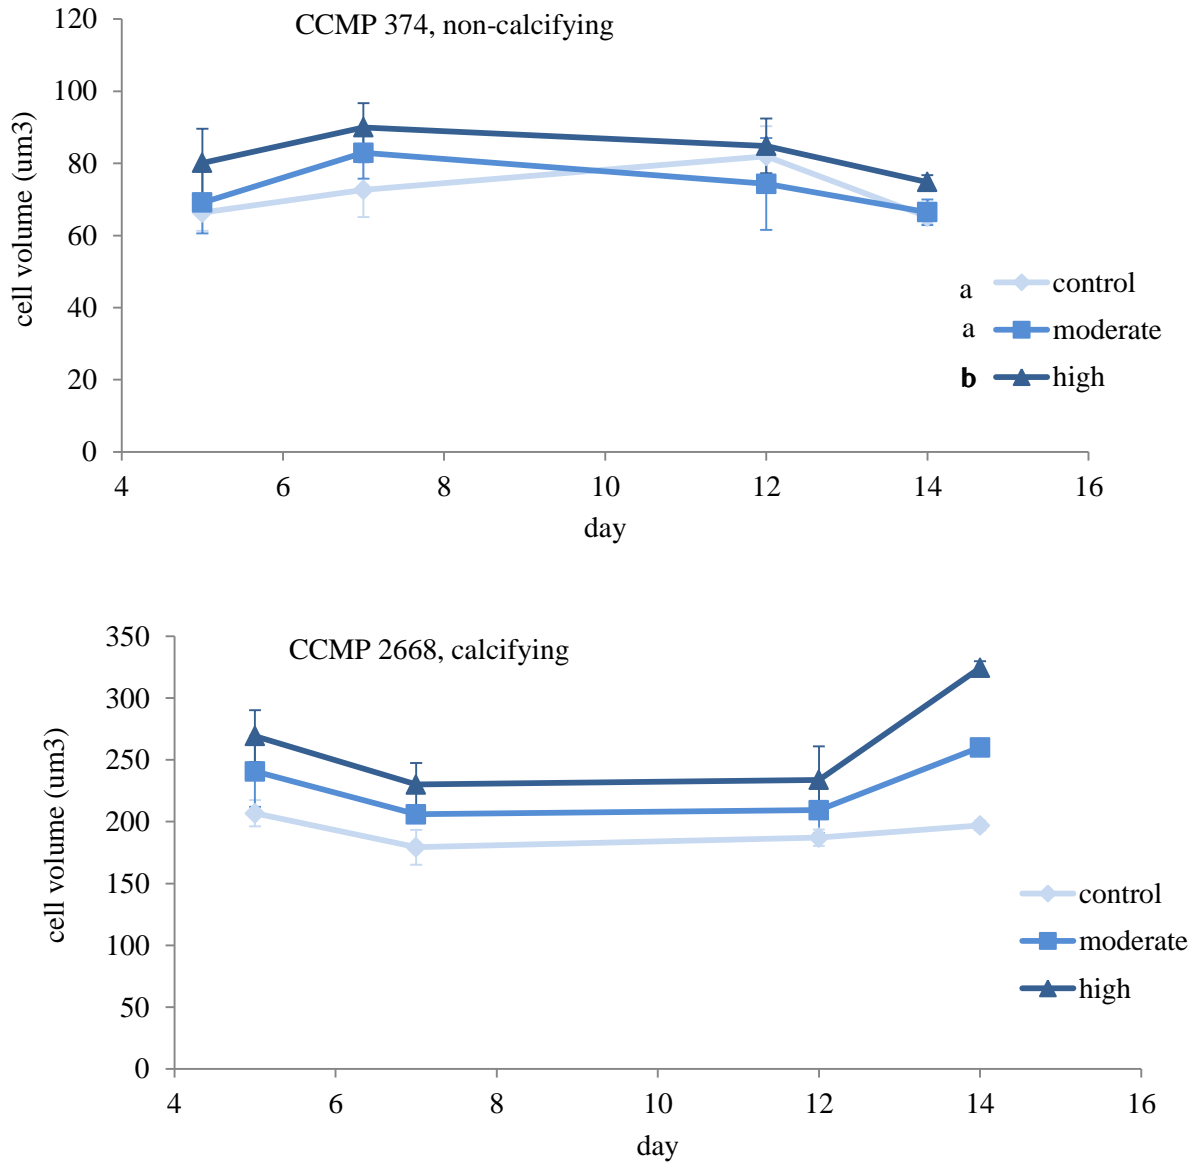 CCMP 374, non-calcifying
120
100
80
60
40
20
0
cell volume (um3)
4 6 8 10 12 14 16
day
a control
a moderate
b high
CCMP 2668, calcifying
350
300
250
200
150
100
50
0
cell volume (um3)
4 6 8 10 12 14 16
day
control
moderate
high